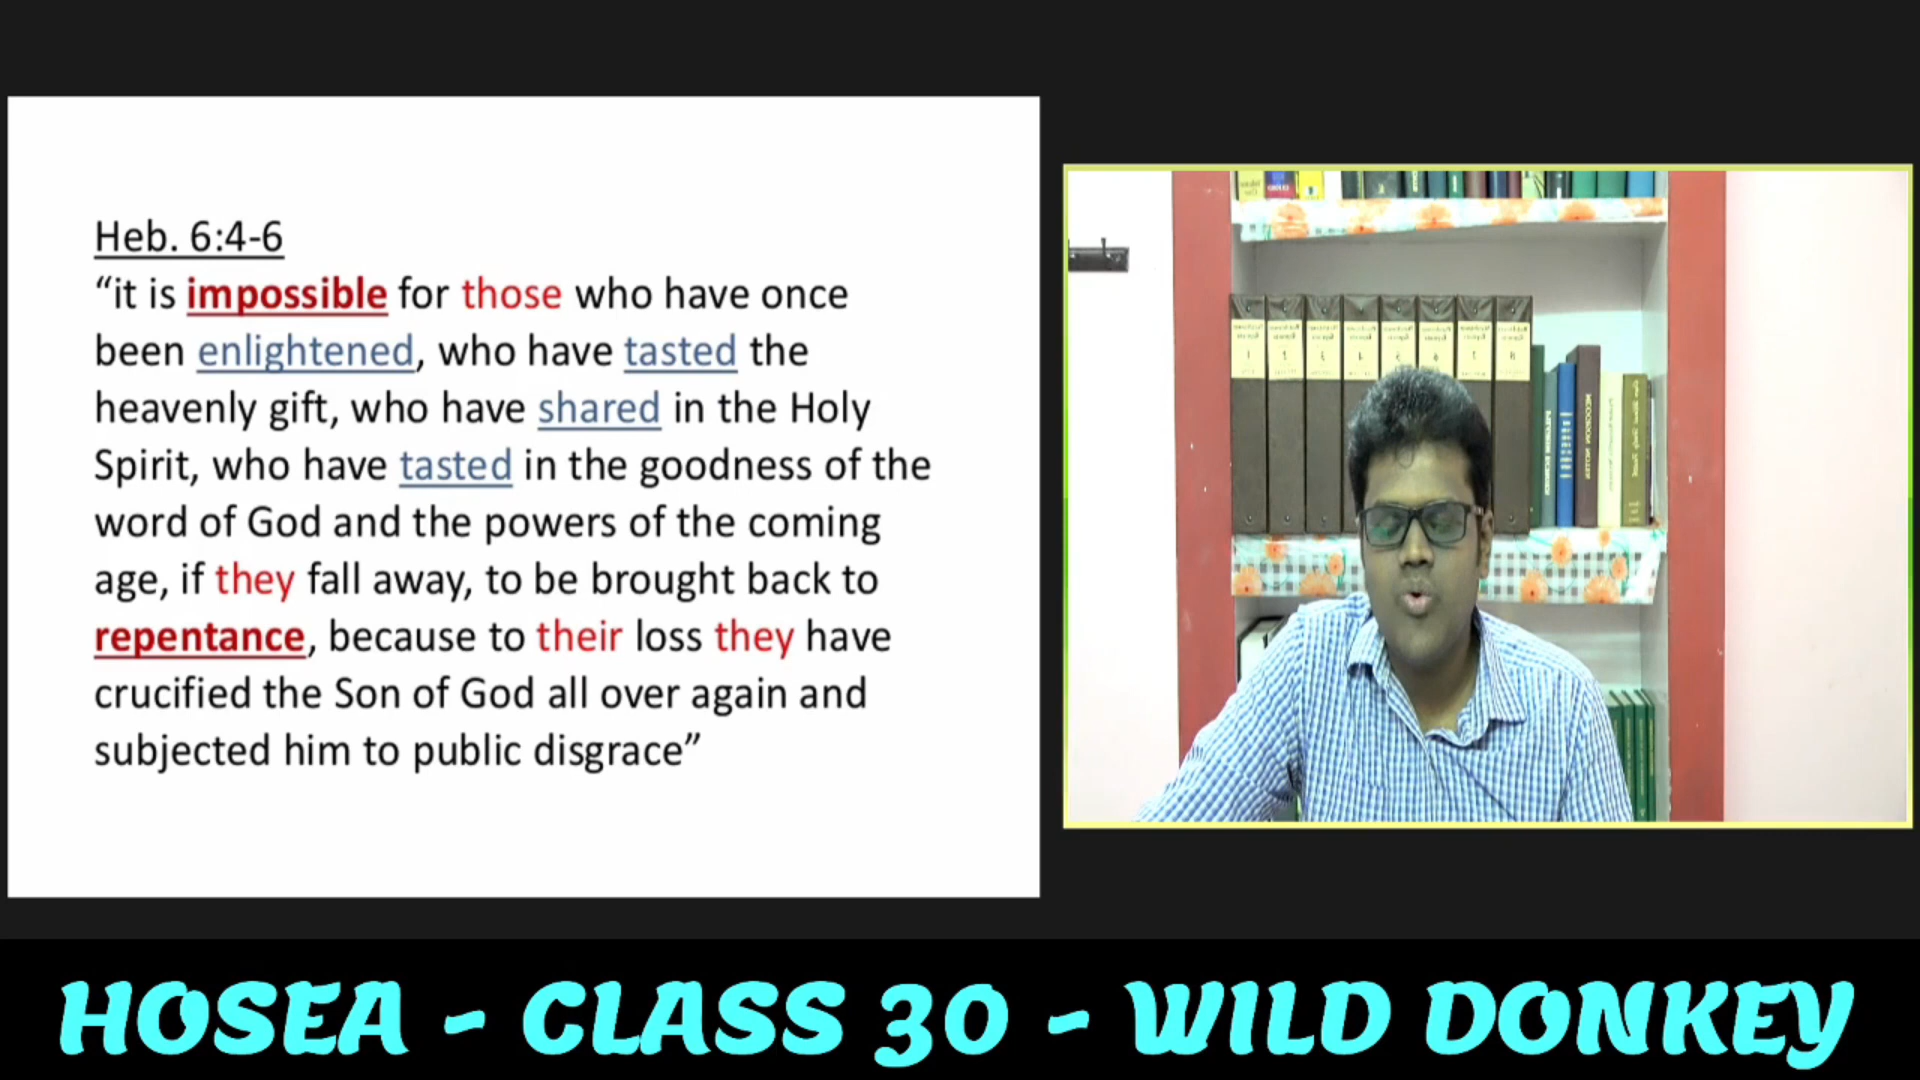 Heb. 6:4-6
“it is impossible for those who have once
been enlightened, who have tasted the
heavenly gift, who have shared in the Holy
Spirit, who have tasted in the goodness of the
word of God and the powers of the coming
age, if they fall away, to be brought back to
repentance, because to their loss they have
crucified the Son of God all over again and
subjected him to public disgrace”
HOSEA - CLASS 30 - WILD DONKEY